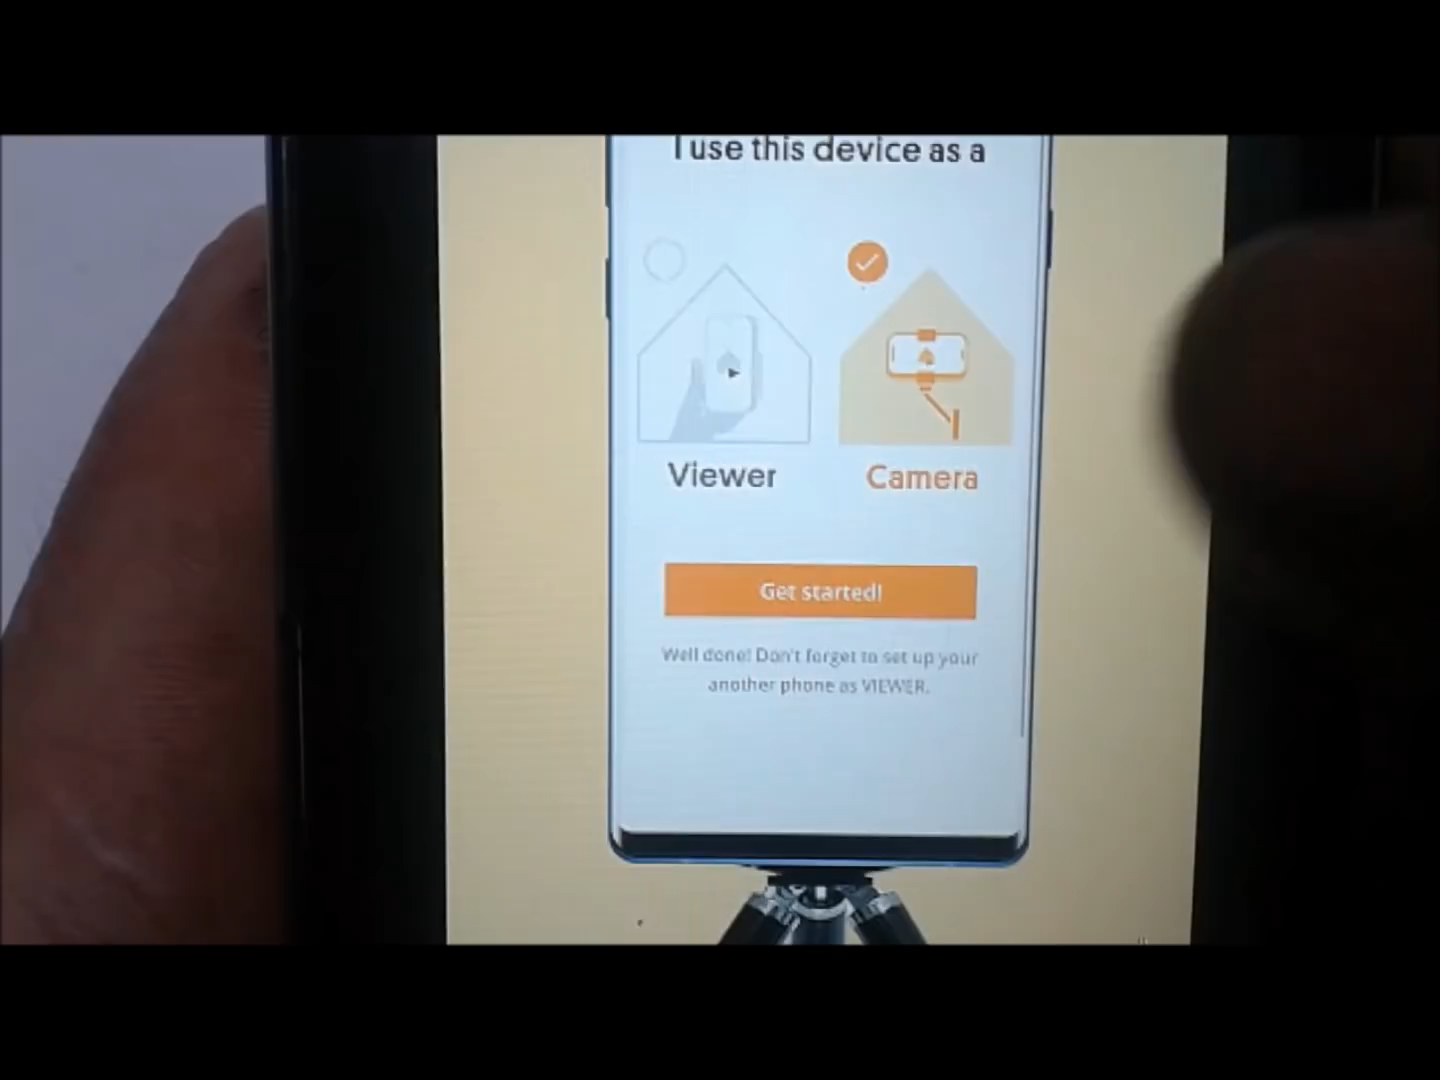 I use this device as a
Viewer
Camera
Get started!
Well done! Don't forget to set up your
another phone as VIEWER.